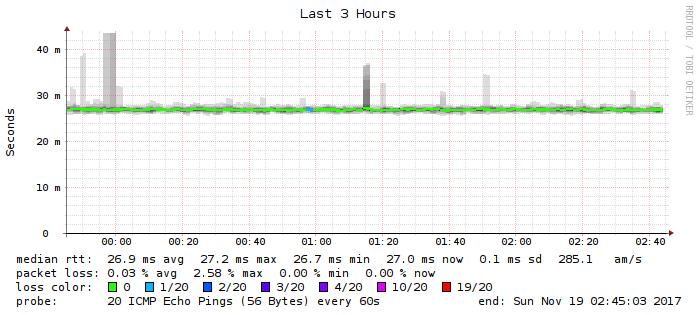 Last 3 Hours
RRDTOOL / TOBI OETIKER
Seconds
40 m
30 m
20 m
10 m
0
00:00 00:20 00:40 01:00 01:20 01:40 02:00 02:20 02:40
median rtt: 26.9 ms avg 27.2 ms max 26.7 ms min 27.0 ms now 0.1 ms sd 285.1 am/s
packet loss: 0.03 % avg 2.58 % max 0.00 % min 0.00 % now
loss color: 0 1/20 2/20 3/20 4/20 10/20 19/20
probe: 20 ICMP Echo Pings (56 Bytes) every 60s end: Sun Nov 19 02:45:03 2017